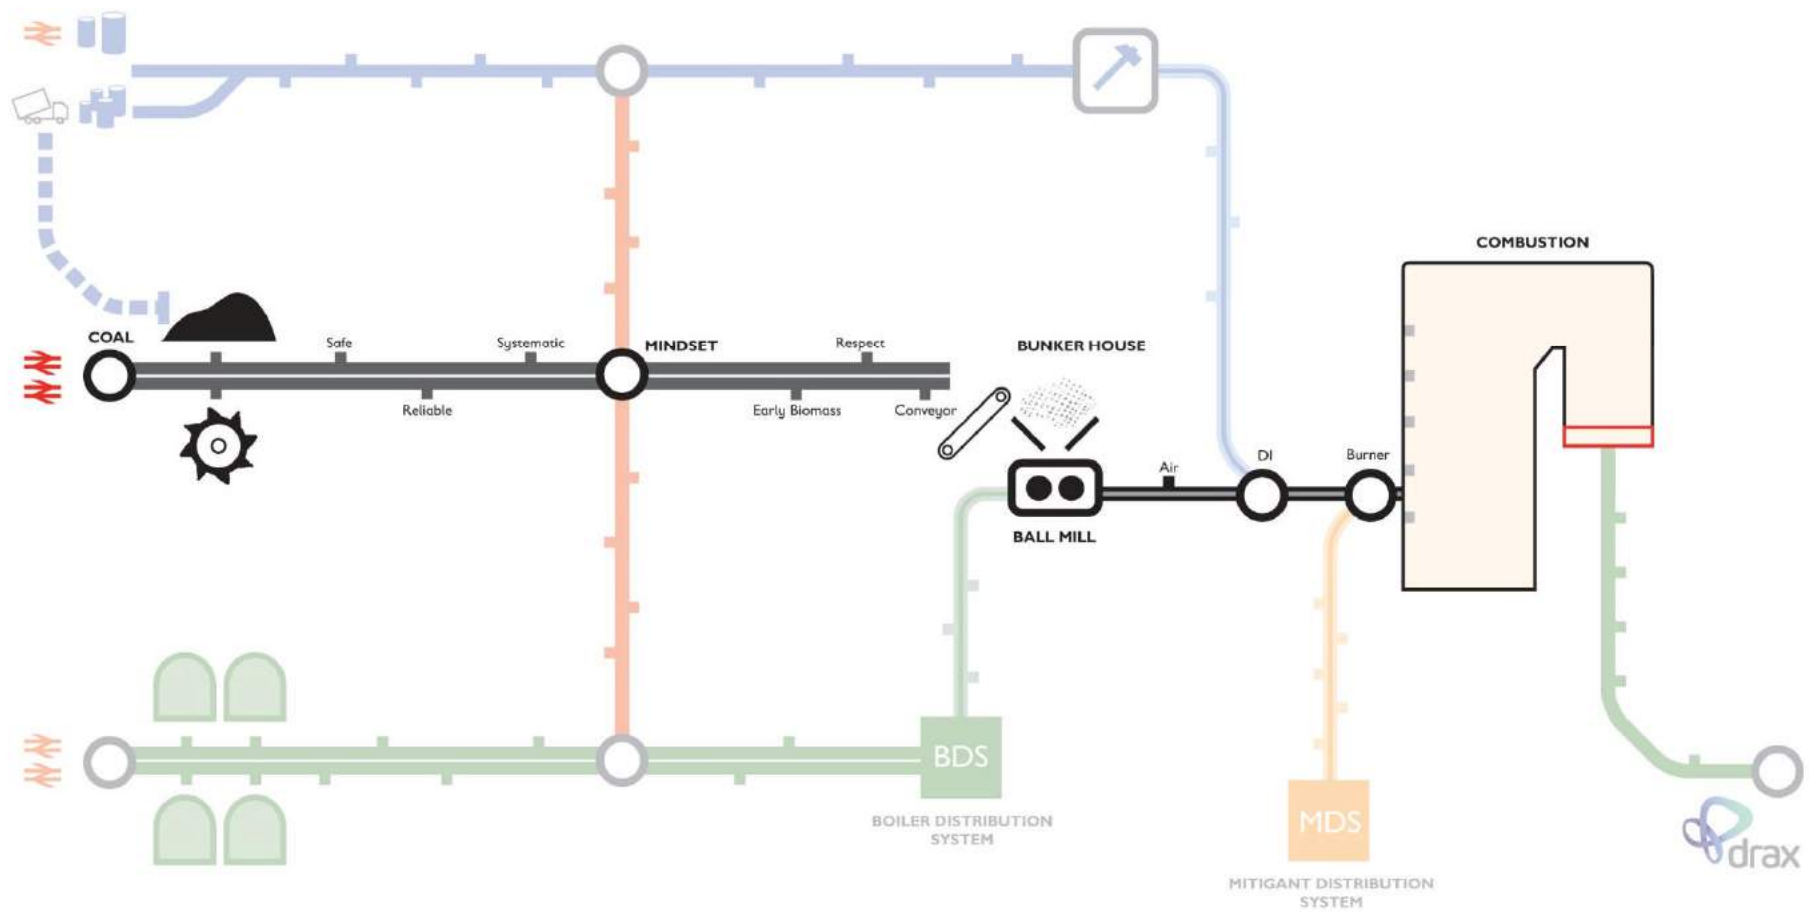 COMBUSTION
COAL
Safe
Systematic
MINDSET
Respect
BUNKER HOUSE
Reliable
Early Biomass
Conveyor
Air
DI
Burner
BALL MILL
BDS
BOILER DISTRIBUTION
SYSTEM
MDS
MITIGANT DISTRIBUTION
SYSTEM
drax